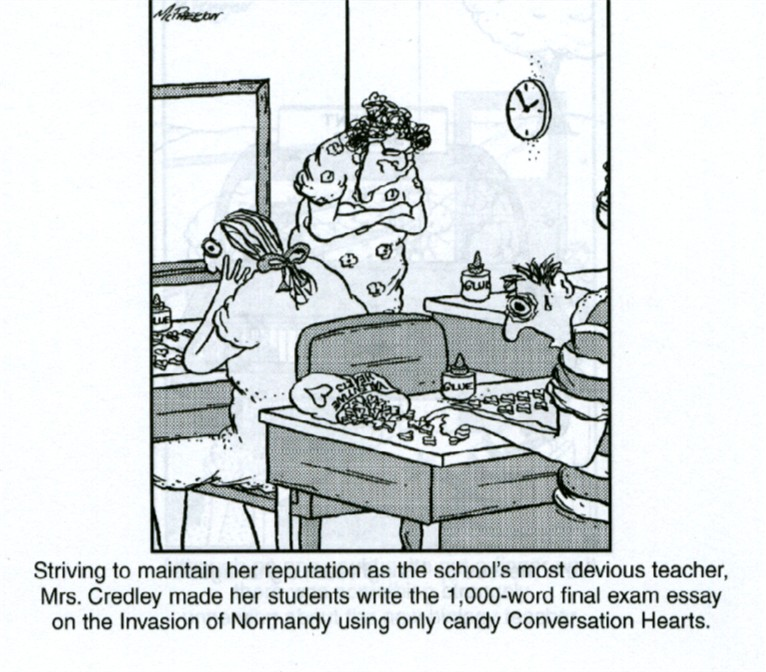 McPHERSON
GLUE
GLUE
GLUE
VALENTINE
HEARTS
Striving to maintain her reputation as the school's most devious teacher,
Mrs. Credley made her students write the 1,000-word final exam essay
on the Invasion of Normandy using only candy Conversation Hearts.